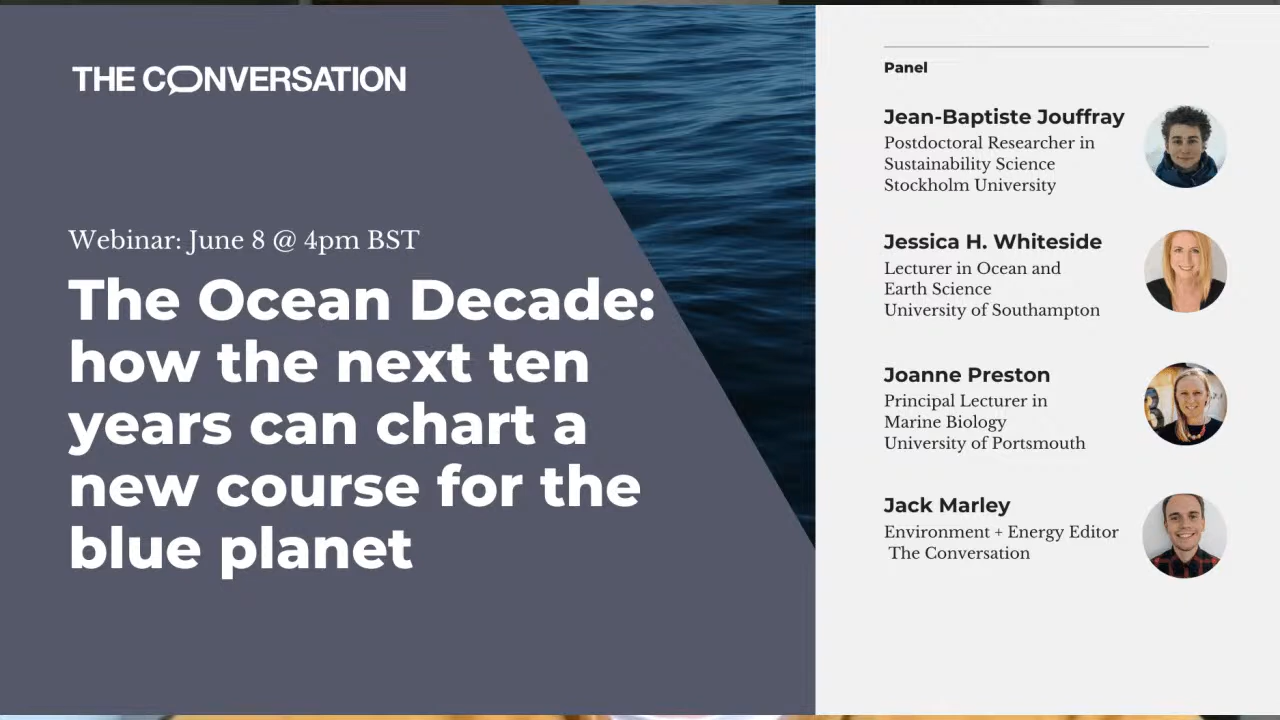 THE CONVERSATION
Webinar: June 8 @ 4pm BST
The Ocean Decade:
how the next ten
years can chart a
new course for the
blue planet
Panel
Jean-Baptiste Jouffray
Postdoctoral Researcher in
Sustainability Science
Stockholm University
Jessica H. Whiteside
Lecturer in Ocean and
Earth Science
University of Southampton
Joanne Preston
Principal Lecturer in
Marine Biology
University of Portsmouth
Jack Marley
Environment + Energy Editor
The Conversation